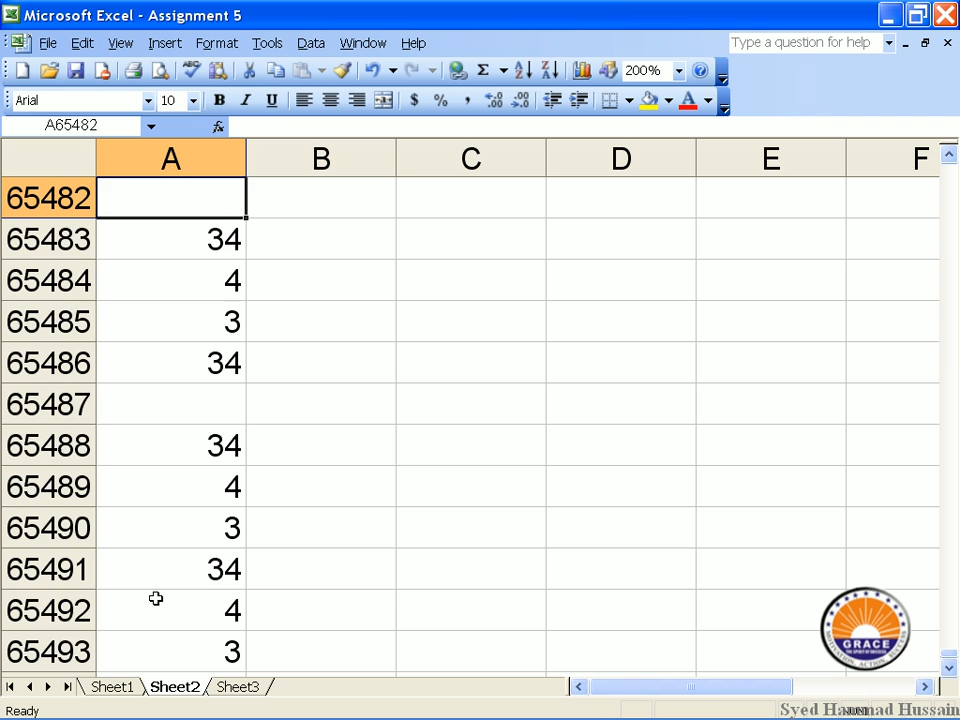 Microsoft Excel - Assignment 5
File Edit View Insert Format Tools Data Window Help Type a question for help
200%
Arial 10 B I U $ % ,
A65482 fx
A B C D E F
65482
65483 34
65484 4
65485 3
65486 34
65487
65488 34
65489 4
65490 3
65491 34
65492 4
65493 3
GRACE
Sheet1 Sheet2 Sheet3
Ready Syed Hammad Hussain